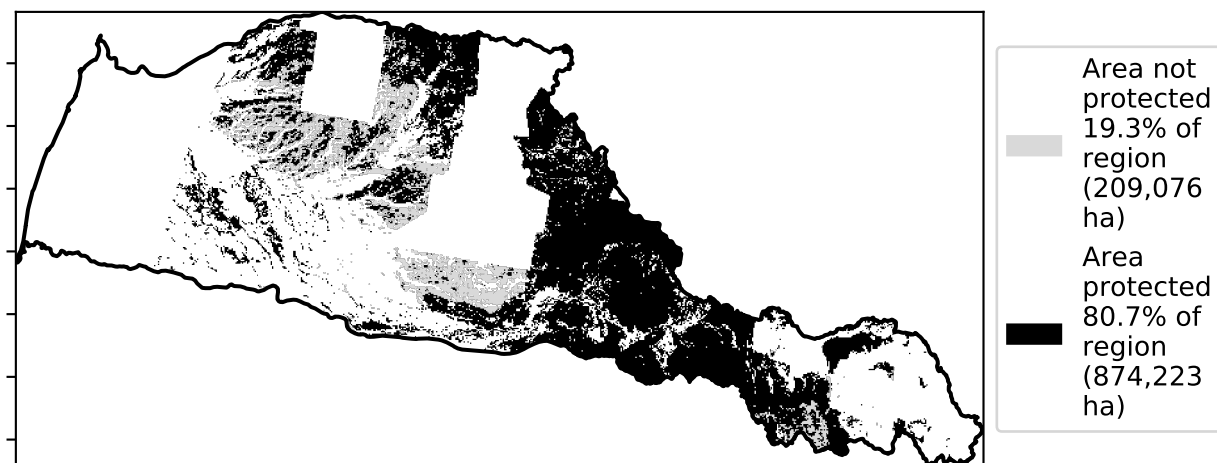 Area not
protected
19.3% of
region
(209,076
ha)
Area
protected
80.7% of
region
(874,223
ha)